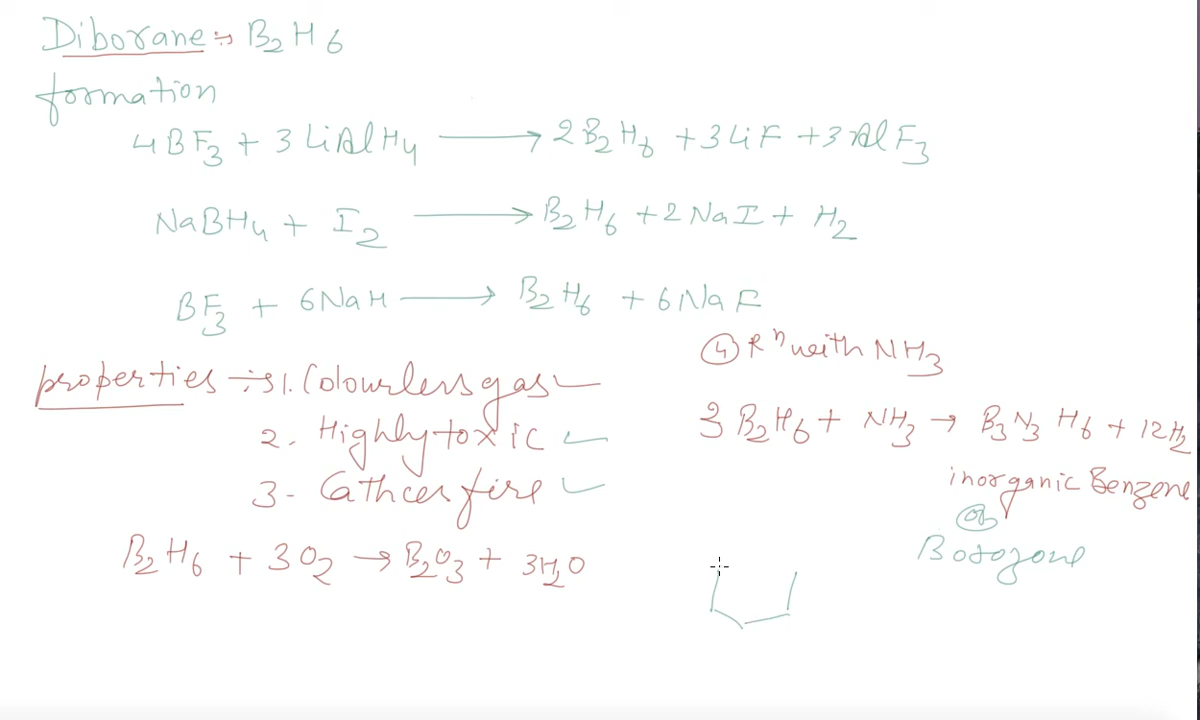 Diborane :→ B₂H₆
formation
4BF₃ + 3LiAlH₄ ⟶ 2B₂H₆ + 3LiF + 3AlF₃
NaBH₄ + I₂ ⟶ B₂H₆ + 2NaI + H₂
BF₃ + 6NaH ⟶ B₂H₆ + 6NaF
properties :→ 1. Colourless gas
2. Highly toxic
3- Cathces fire
B₂H₆ + 3O₂ → B₂O₃ + 3H₂O
④ Rⁿ with NH₃
3B₂H₆ + NH₃ → B₃N₃H₆ + 12H₂
inorganic Benzene
or
Borozone